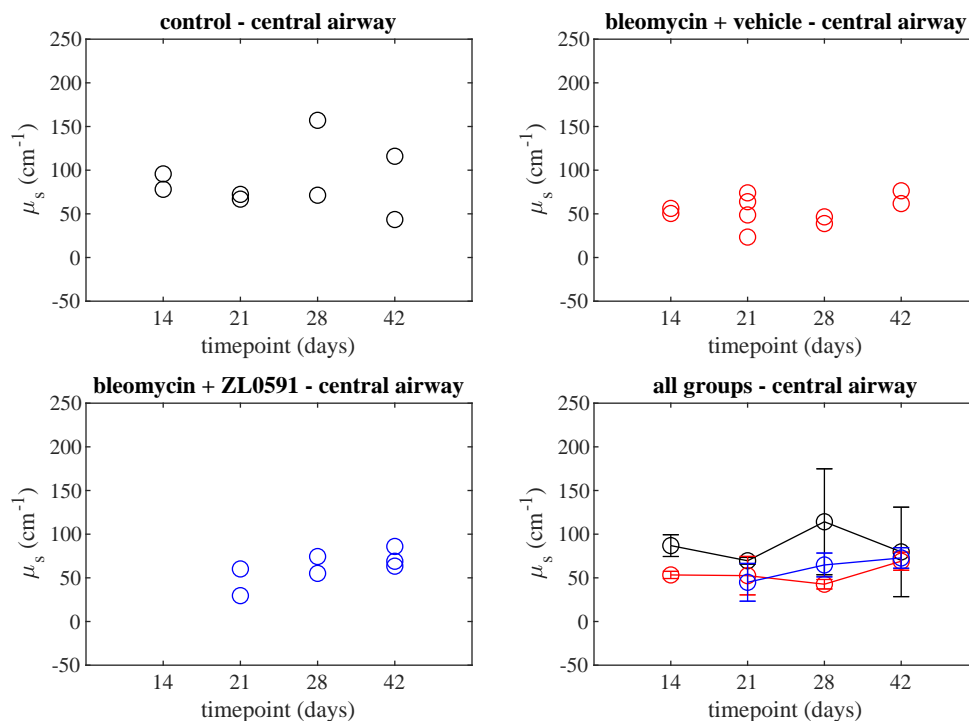 control - central airway
250
200
150
100
50
0
-50
μs (cm-1)
14 21 28 42
timepoint (days)
bleomycin + vehicle - central airway
250
200
150
100
50
0
-50
μs (cm-1)
14 21 28 42
timepoint (days)
bleomycin + ZL0591 - central airway
250
200
150
100
50
0
-50
μs (cm-1)
14 21 28 42
timepoint (days)
all groups - central airway
250
200
150
100
50
0
-50
μs (cm-1)
14 21 28 42
timepoint (days)